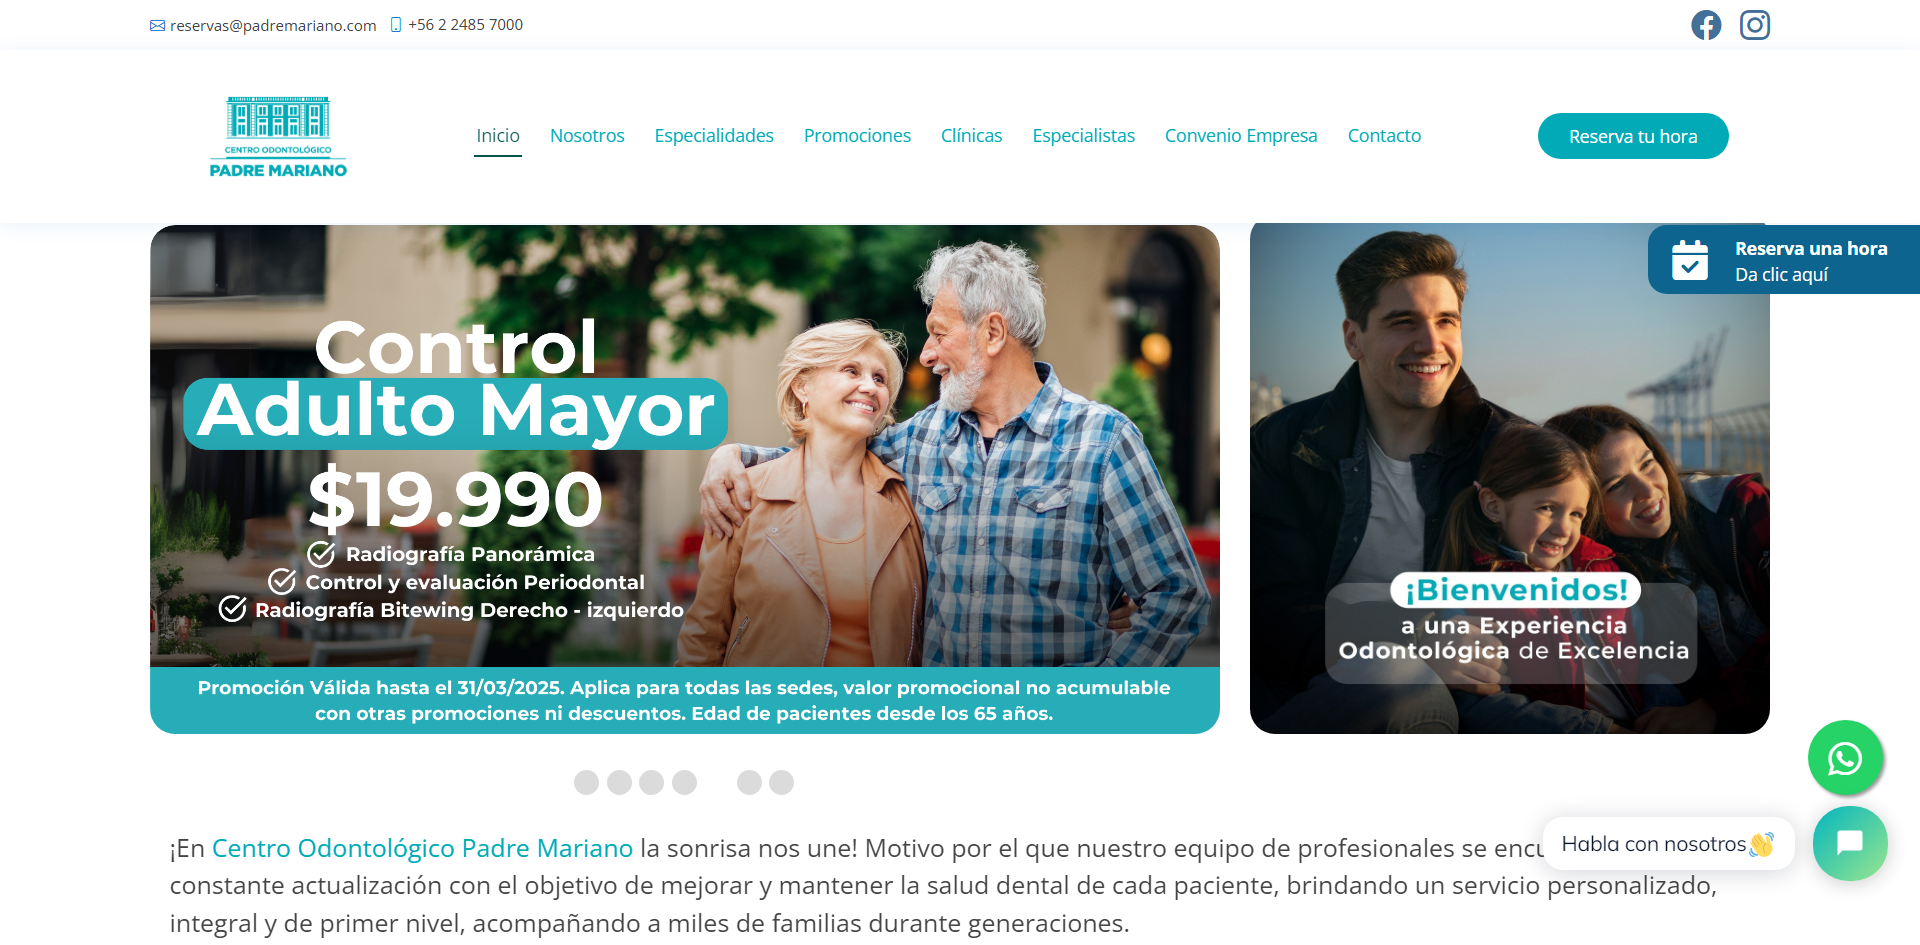 reservas@padremariano.com +56 2 2485 7000
CENTRO ODONTOLÓGICO
PADRE MARIANO
Inicio Nosotros Especialidades Promociones Clínicas Especialistas Convenio Empresa Contacto
Reserva tu hora
Reserva una hora
Da clic aquí
Control
Adulto Mayor
$19.990
Radiografía Panorámica
Control y evaluación Periodontal
Radiografía Bitewing Derecho - izquierdo
Promoción Válida hasta el 31/03/2025. Aplica para todas las sedes, valor promocional no acumulable
con otras promociones ni descuentos. Edad de pacientes desde los 65 años.
¡Bienvenidos!
a una Experiencia
Odontológica de Excelencia
¡En Centro Odontológico Padre Mariano la sonrisa nos une! Motivo por el que nuestro equipo de profesionales se
constante actualización con el objetivo de mejorar y mantener la salud dental de cada paciente, brindando un servicio personalizado,
integral y de primer nivel, acompañando a miles de familias durante generaciones.
Habla con nosotros👋